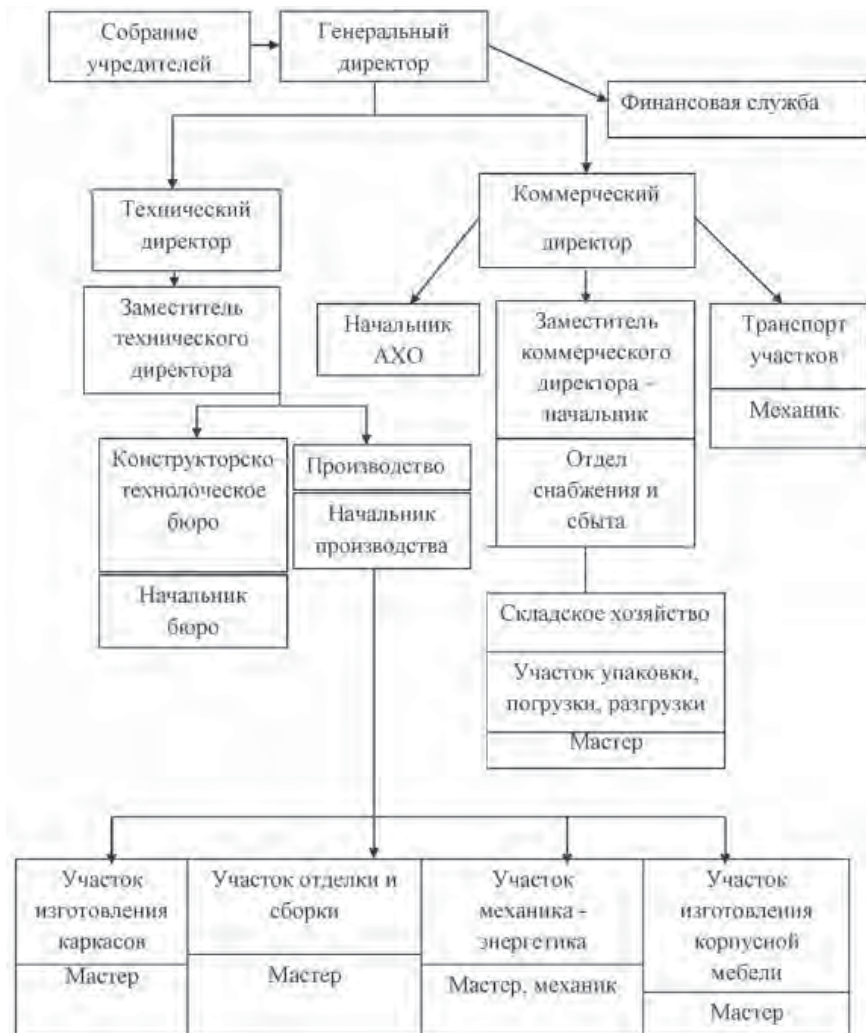 Собрание
учредителей
Генеральный
директор
Финансовая служба
Технический
директор
Коммерческий
директор
Заместитель
технического
директора
Начальник
АХО
Заместитель
коммерческого
директора -
начальник
Транспорт
участков
Механик
Конструкторско
технолоческое
бюро
Начальник
бюро
Производство
Начальник
производства
Отдел
снабжения и
сбыта
Складское хозяйство
Участок упаковки,
погрузки, разгрузки
Мастер
Участок
изготовления
каркасов
Мастер
Участок отделки и
сборки
Мастер
Участок
механика -
энергетика
Мастер, механик
Участок
изготовления
корпусной
мебели
Мастер